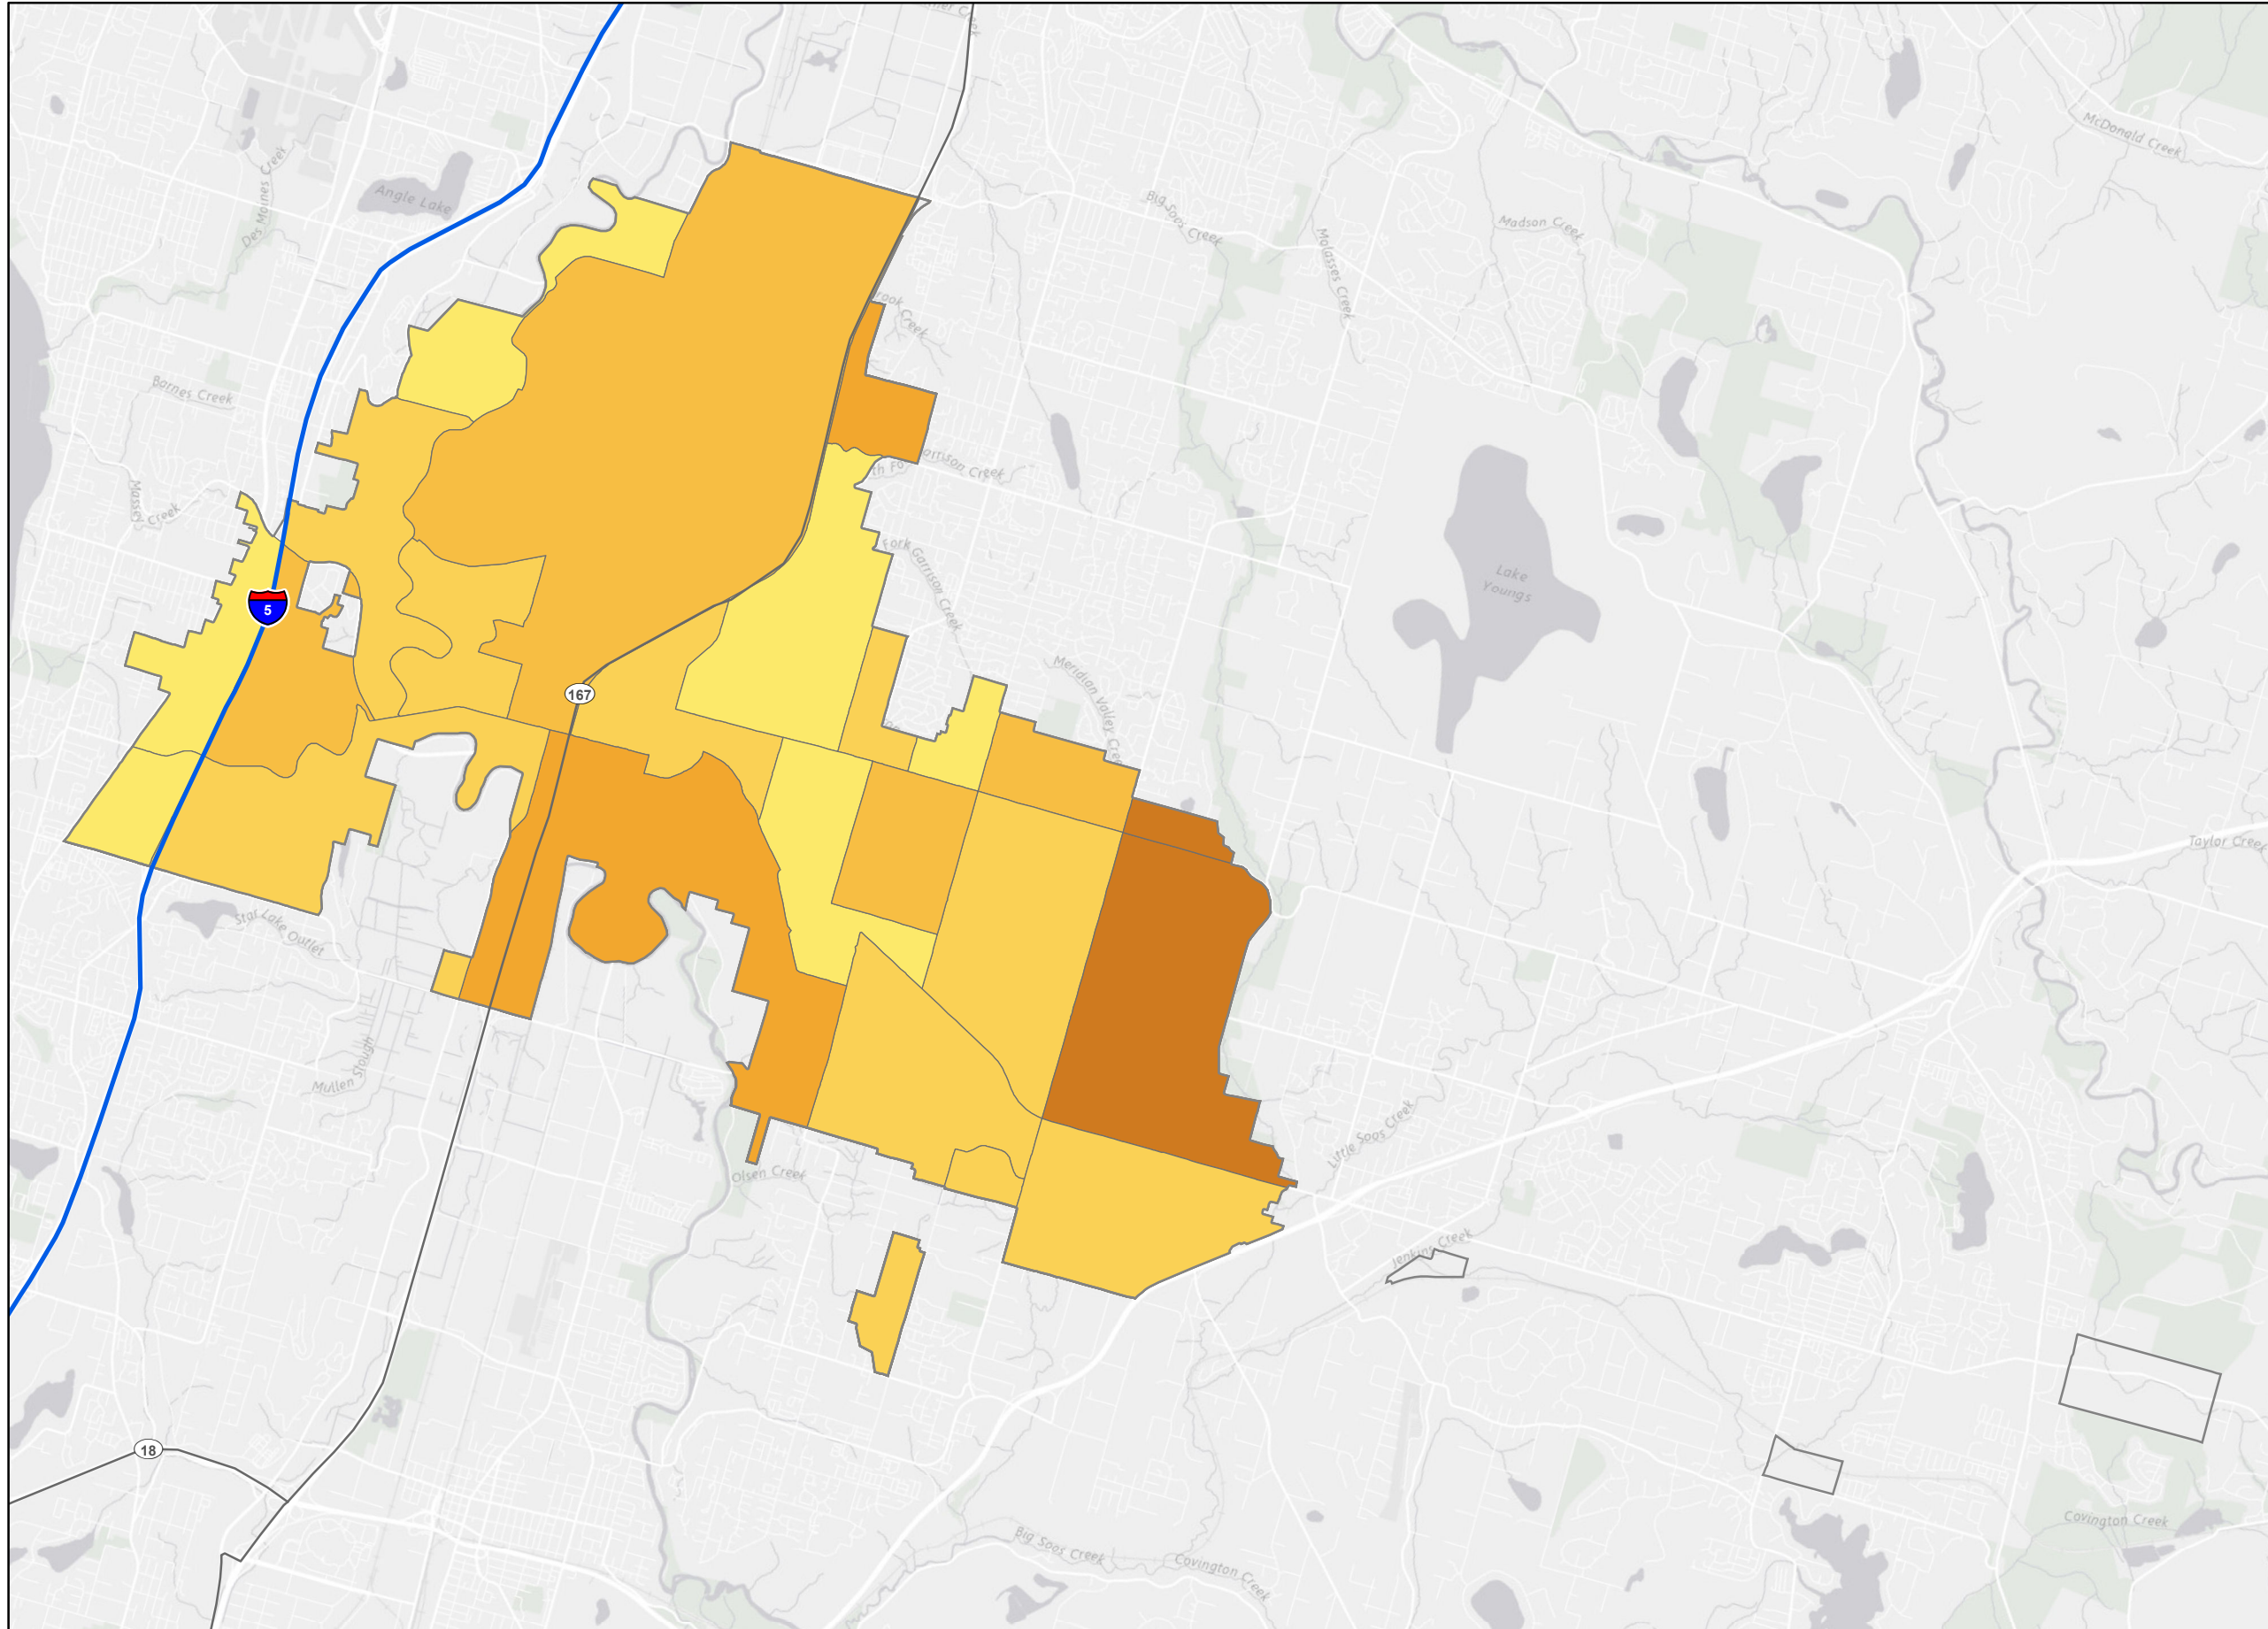 McDonald Creek
Angle Lake
Des Moines Creek
Big Soos Creek
Madson Creek
Molasses Creek
Creek
Barnes Creek
Garrison Creek
Massey Creek
Fork Garrison Creek
Lake Youngs
5
Meridian Valley Creek
167
Taylor Creek
Star Lake Outlet
Mullen Slough
Little Soos Creek
Olsen Creek
Jenkins Creek
18
Covington Creek
Big Soos Creek
Covington Creek